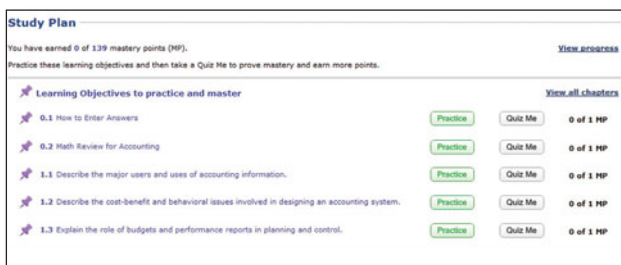 Study Plan
You have earned 0 of 139 mastery points (MP). View progress
Practice these learning objectives and then take a Quiz Me to prove mastery and earn more points.
Learning Objectives to practice and master View all chapters
0.1 How to Enter Answers Practice Quiz Me 0 of 1 MP
0.2 Math Review for Accounting Practice Quiz Me 0 of 1 MP
1.1 Describe the major users and uses of accounting information. Practice Quiz Me 0 of 1 MP
1.2 Describe the cost-benefit and behavioral issues involved in designing an accounting system. Practice Quiz Me 0 of 1 MP
1.3 Explain the role of budgets and performance reports in planning and control. Practice Quiz Me 0 of 1 MP